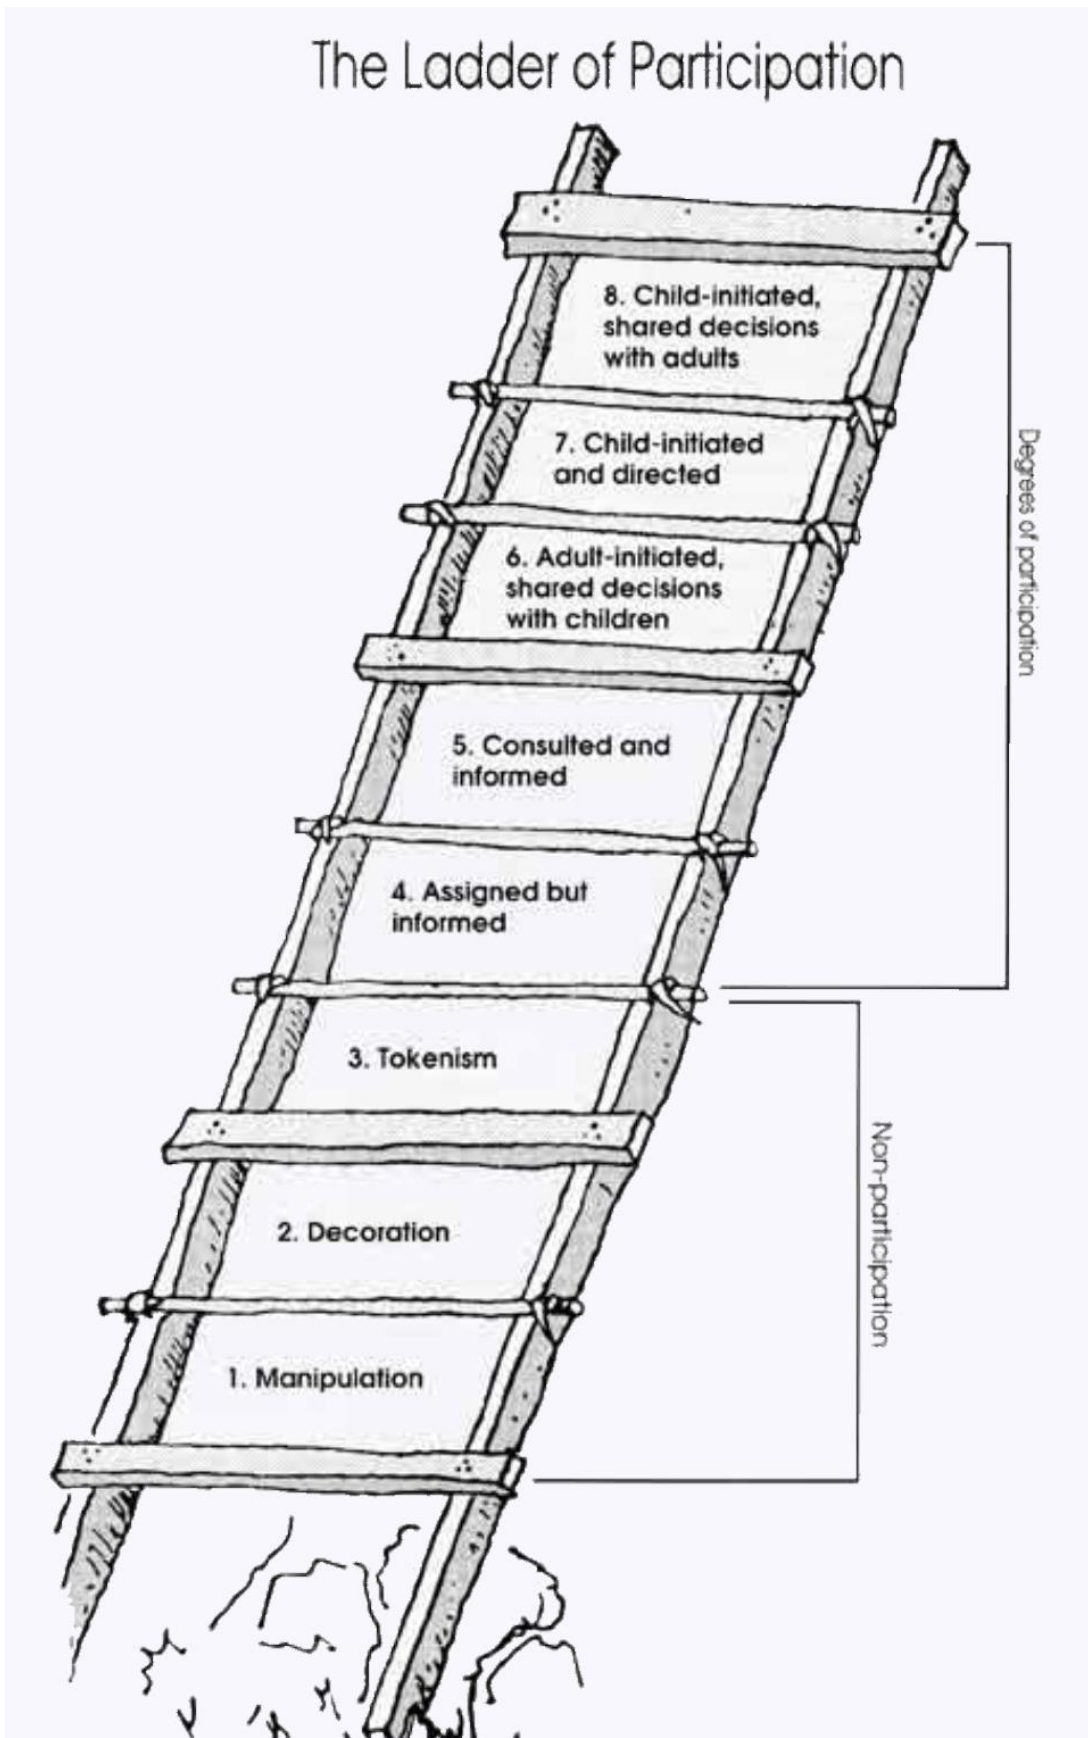 The Ladder of Participation
8. Child-initiated,
shared decisions
with adults
7. Child-initiated
and directed
6. Adult-initiated,
shared decisions
with children
5. Consulted and
informed
4. Assigned but
informed
3. Tokenism
2. Decoration
1. Manipulation
Degrees of participation
Non-participation